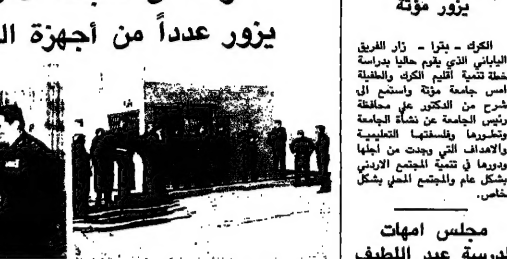 يزور مؤتة
يزور عدداً من أجهزة
الكرك ـ بترا ـ زار الفريق
الياباني الذي يقوم حاليا بدراسة
خطة تنمية اقليم الكرك والطفيلة
امس جامعة مؤتة واستمع الى
شرح من الدكتور علي محافظة
رئيس الجامعة عن نشأة الجامعة
وتطورها وفلسفتها التعليمية
والاهداف التي وجدت من اجلها
ودورها في تنمية المجتمع الاردني
بشكل عام والمجتمع المحلي بشكل
خاص.
مجلس امهات
لمدرسة عبد اللطيف